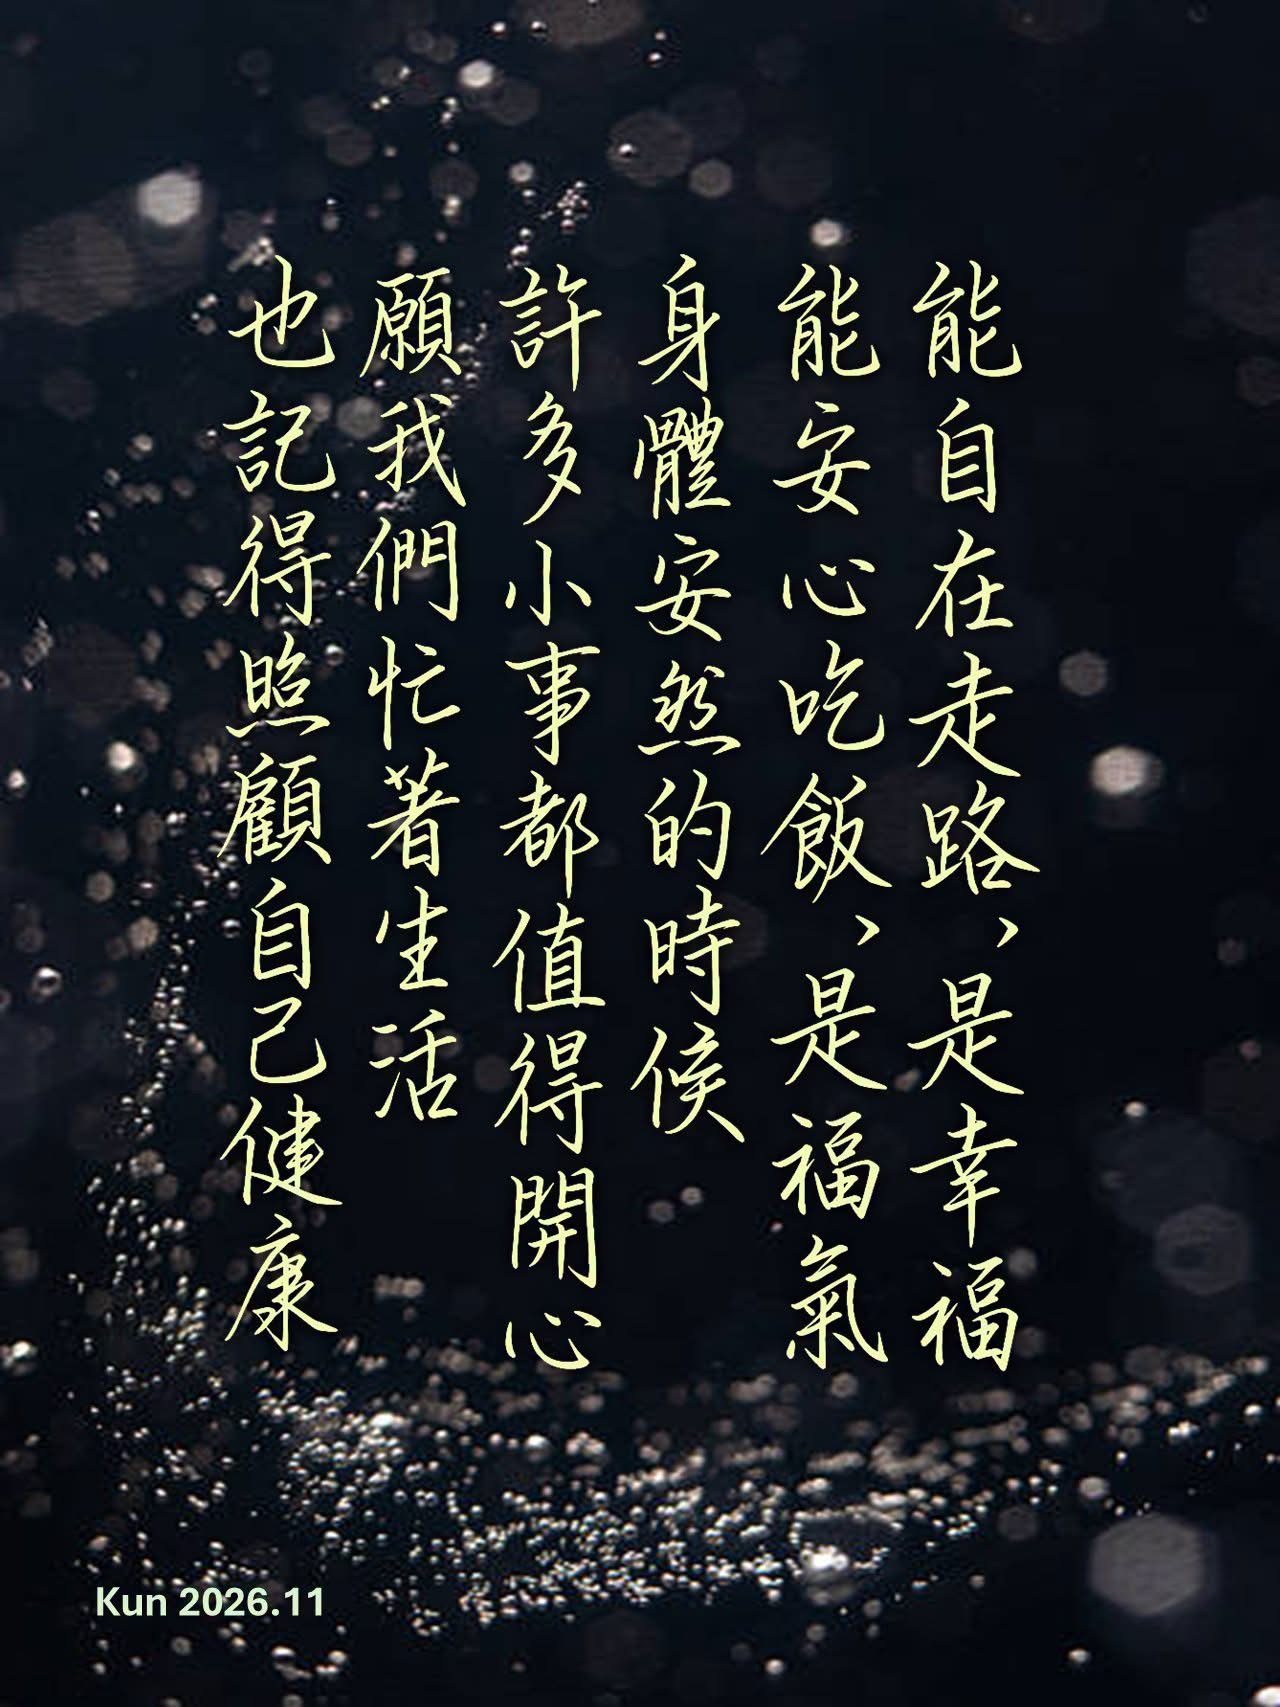 能自在走路、是幸福
能安心吃飯、是福氣
身體安然的時候
許多小事都值得開心
願我們忙著生活
也記得照顧自己健康
Kun 2026.11